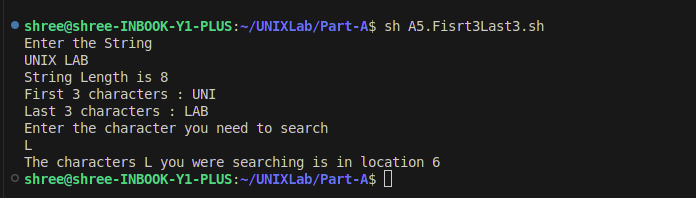 shree@shree-INBOOK-Y1-PLUS:~/UNIXLab/Part-A$ sh A5.Fisrt3Last3.sh
Enter the String
UNIX LAB
String Length is 8
First 3 characters : UNI
Last 3 characters : LAB
Enter the character you need to search
L
The characters L you were searching is in location 6
shree@shree-INBOOK-Y1-PLUS:~/UNIXLab/Part-A$